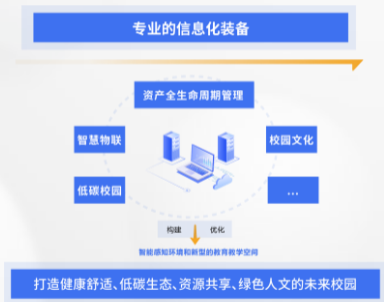 专业的信息化装备
资产全生命周期管理
智慧物联
校园文化
低碳校园
...
构建
优化
智能感知环境和新型的教育教学空间
打造健康舒适、低碳生态、资源共享、绿色人文的未来校园